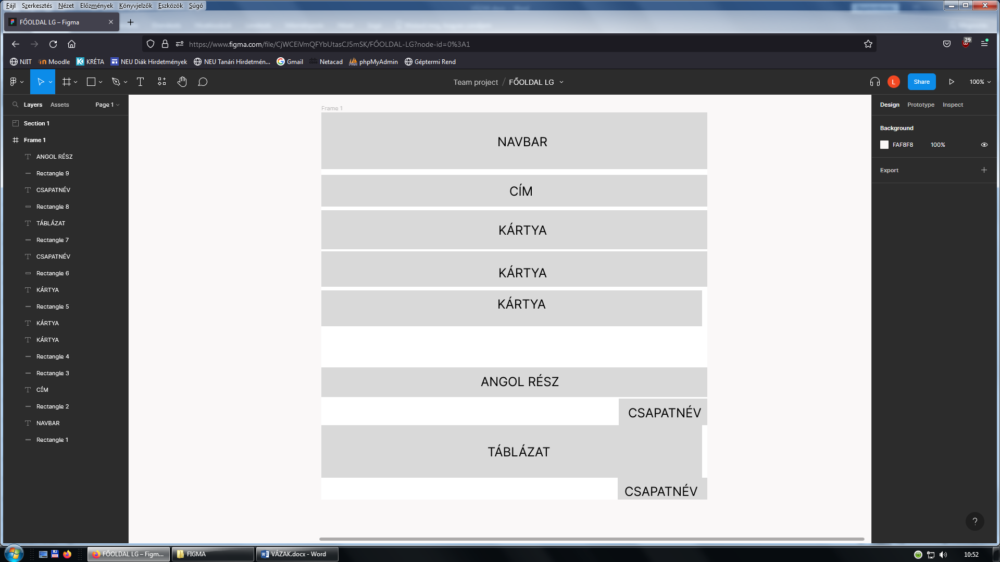 Fájl Szerkesztés Nézet Előzmények Könyvjelzők Eszközök Súgó
FŐOLDAL LG – Figma
https://www.figma.com/file/CjWCEiVmQFYbUtasCJ5mSK/FŐOLDAL-LG?node-id=0%3A1
29
NJIT Moodle KRÉTA NEU Diák Hirdetmények NEU Tanári Hirdetmén... Gmail Netacad phpMyAdmin Géptermi Rend
Team project / FŐOLDAL LG
L
Share
100%
Layers Assets Page 1
Section 1
Frame 1
ANGOL RÉSZ
Rectangle 9
CSAPATNÉV
Rectangle 8
TÁBLÁZAT
Rectangle 7
CSAPATNÉV
Rectangle 6
KÁRTYA
Rectangle 5
KÁRTYA
KÁRTYA
Rectangle 4
Rectangle 3
CÍM
Rectangle 2
NAVBAR
Rectangle 1
Frame 1
NAVBAR
CÍM
KÁRTYA
KÁRTYA
KÁRTYA
ANGOL RÉSZ
CSAPATNÉV
TÁBLÁZAT
CSAPATNÉV
Design Prototype Inspect
Background
FAF8F8 100%
Export
?
FŐOLDAL LG – Figm...
FIGMA
VÁZAK.docx - Word
10:52